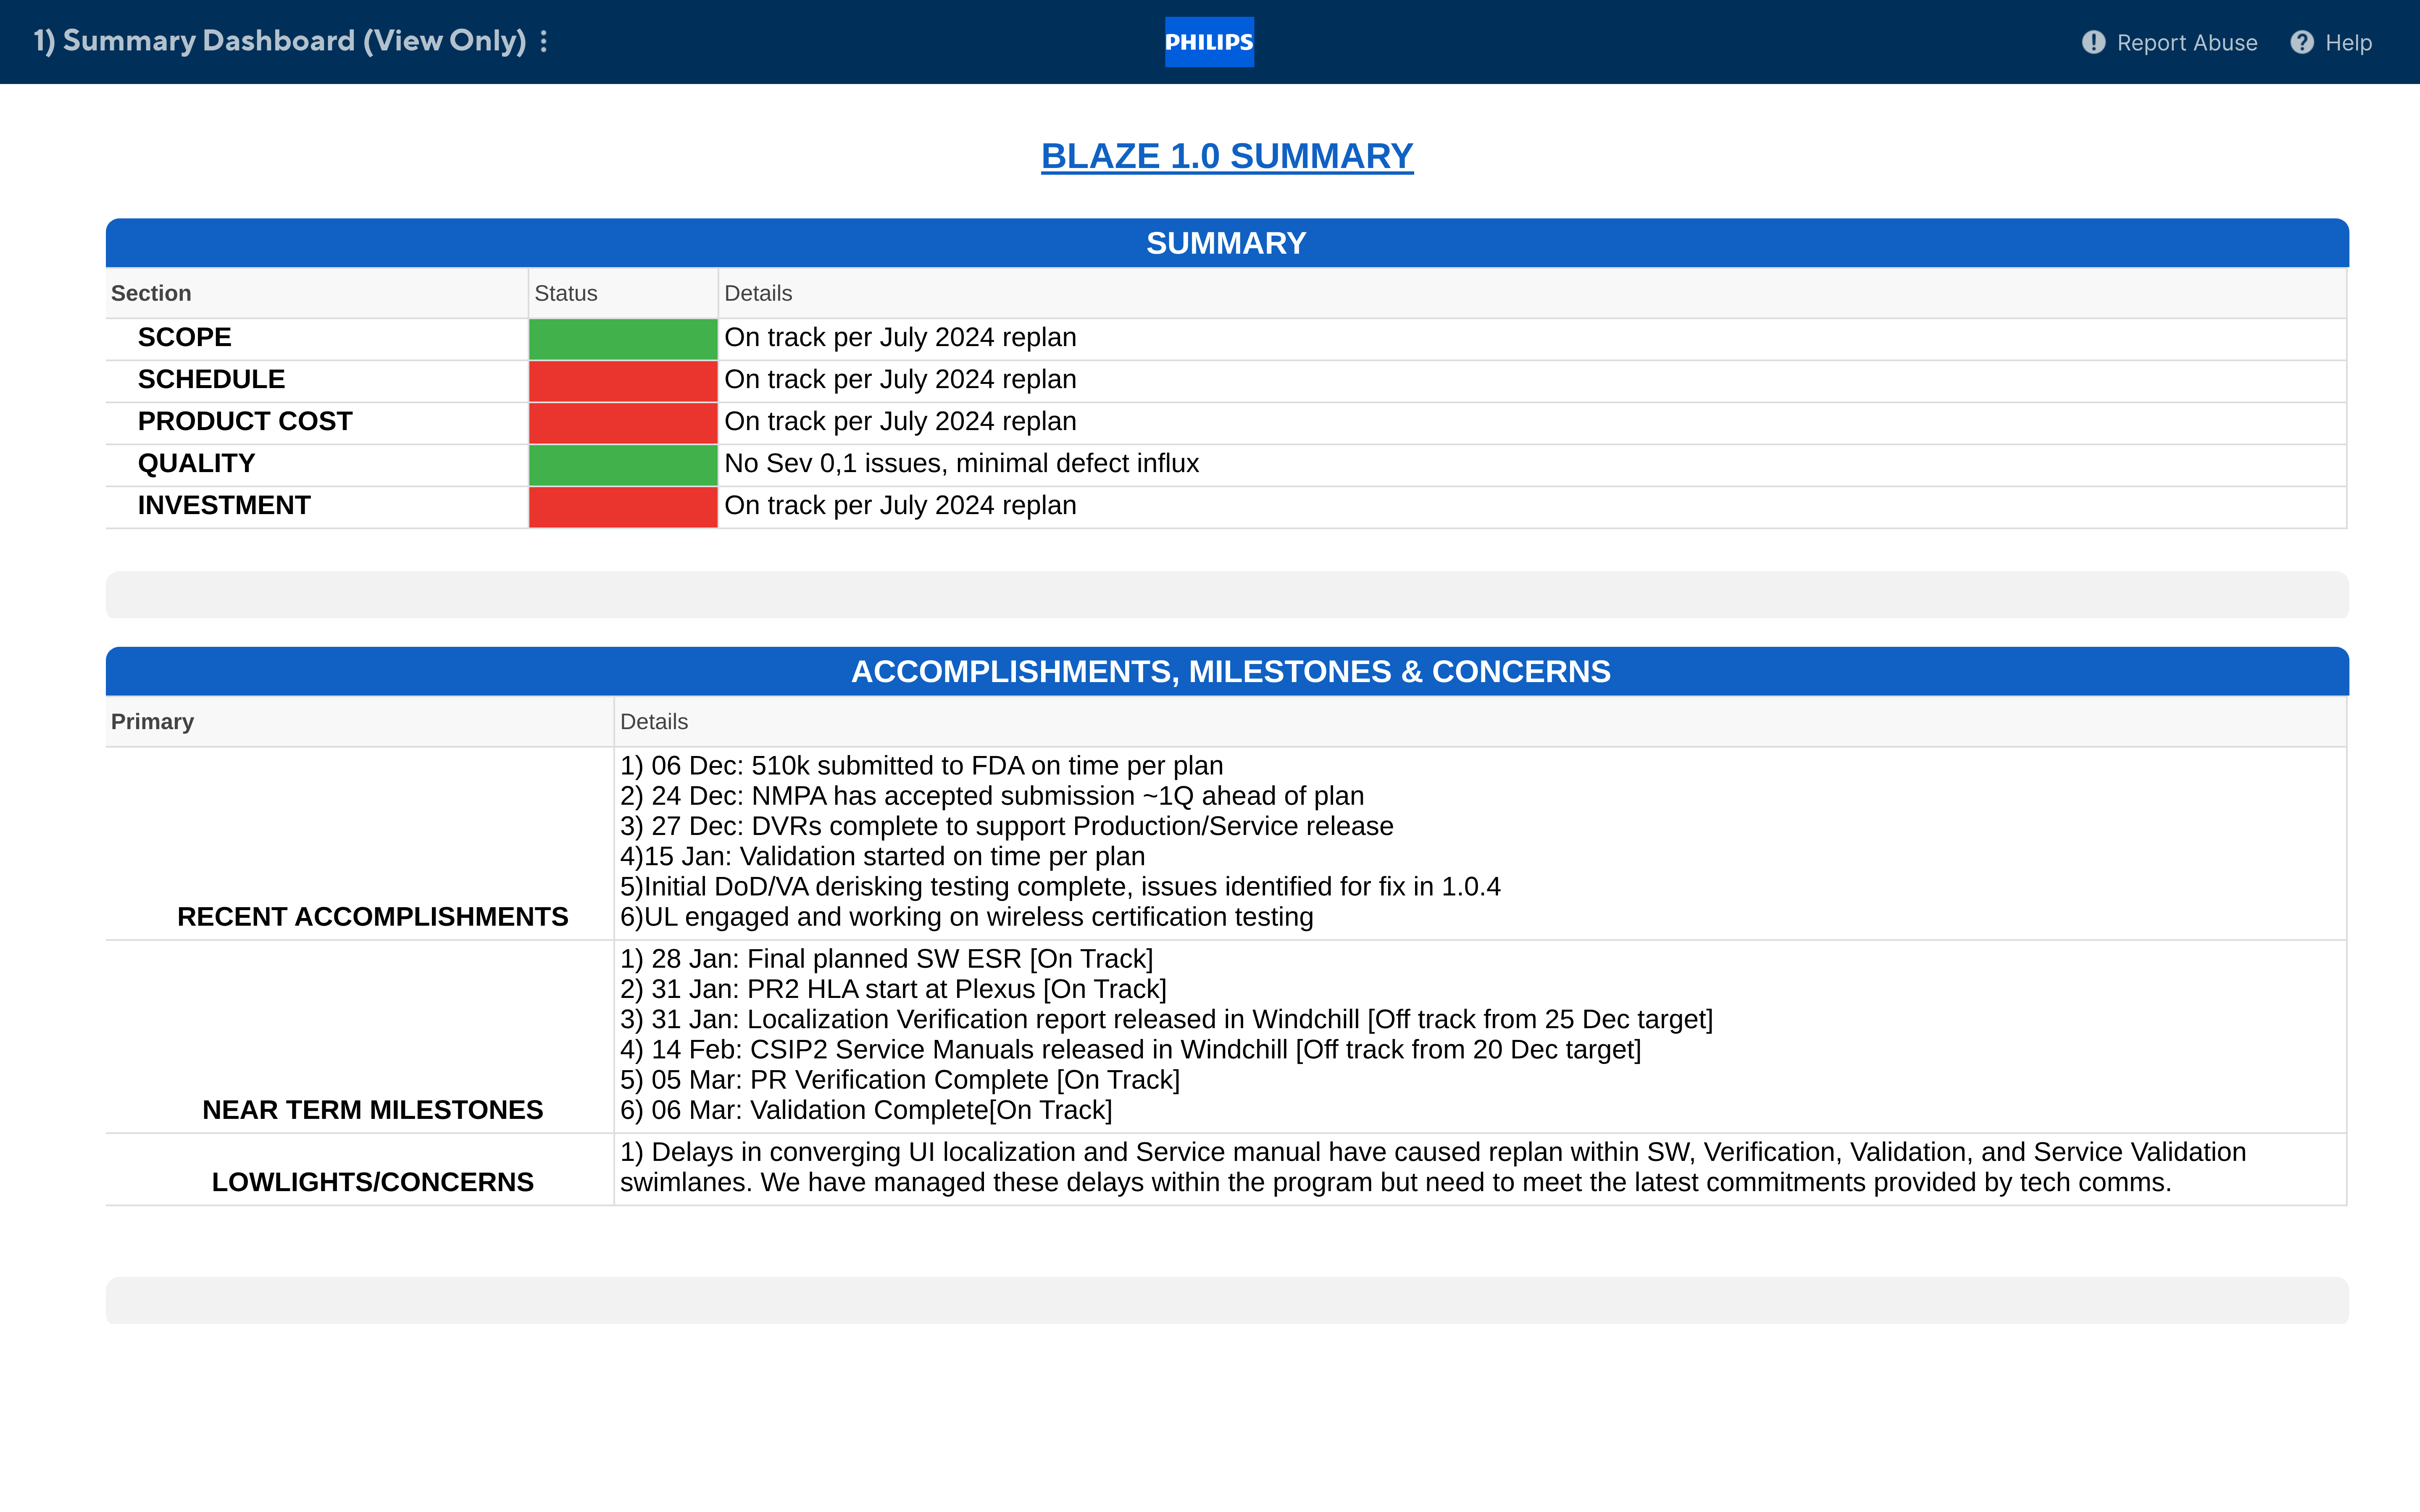 1) Summary Dashboard (View Only)
PHILIPS
Report Abuse
Help
BLAZE 1.0 SUMMARY
SUMMARY
Section Status Details
SCOPE On track per July 2024 replan
SCHEDULE On track per July 2024 replan
PRODUCT COST On track per July 2024 replan
QUALITY No Sev 0,1 issues, minimal defect influx
INVESTMENT On track per July 2024 replan
ACCOMPLISHMENTS, MILESTONES & CONCERNS
Primary Details
1) 06 Dec: 510k submitted to FDA on time per plan
2) 24 Dec: NMPA has accepted submission ~1Q ahead of plan
3) 27 Dec: DVRs complete to support Production/Service release
4)15 Jan: Validation started on time per plan
5)Initial DoD/VA derisking testing complete, issues identified for fix in 1.0.4
RECENT ACCOMPLISHMENTS 6)UL engaged and working on wireless certification testing
1) 28 Jan: Final planned SW ESR [On Track]
2) 31 Jan: PR2 HLA start at Plexus [On Track]
3) 31 Jan: Localization Verification report released in Windchill [Off track from 25 Dec target]
4) 14 Feb: CSIP2 Service Manuals released in Windchill [Off track from 20 Dec target]
5) 05 Mar: PR Verification Complete [On Track]
NEAR TERM MILESTONES 6) 06 Mar: Validation Complete[On Track]
1) Delays in converging UI localization and Service manual have caused replan within SW, Verification, Validation, and Service Validation
LOWLIGHTS/CONCERNS swimlanes. We have managed these delays within the program but need to meet the latest commitments provided by tech comms.